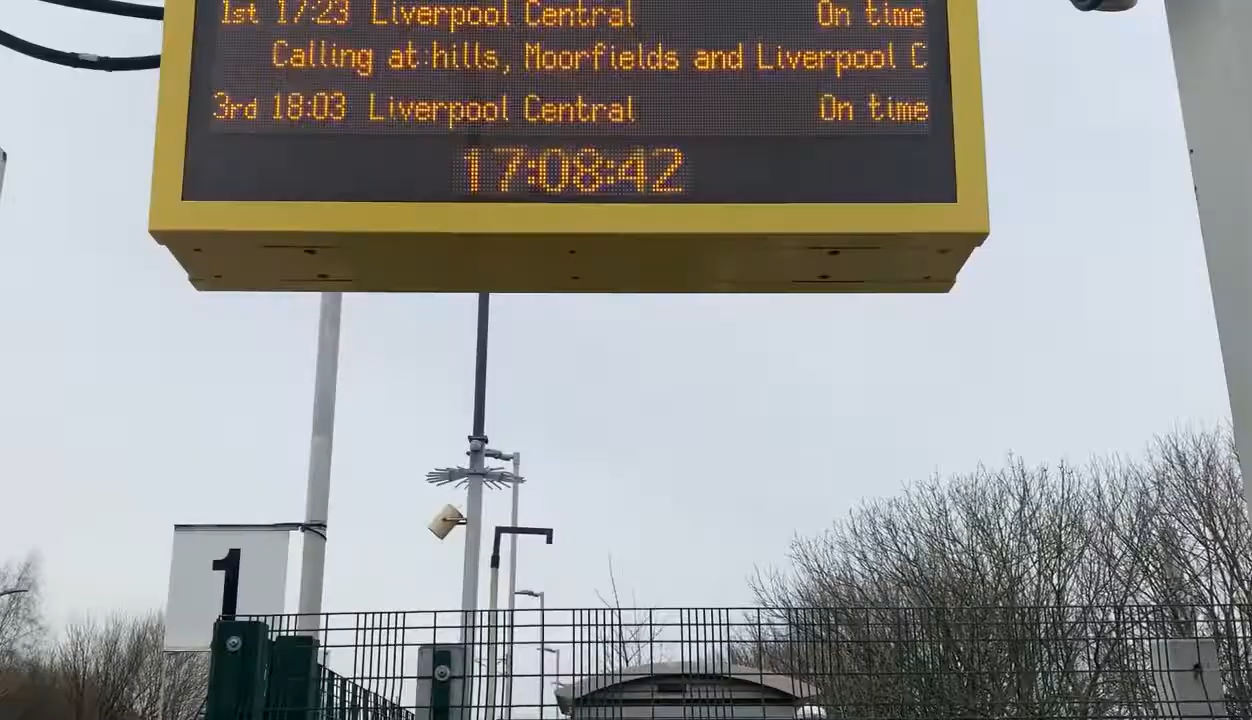 1st 17:23 Liverpool Central On time
Calling at:hills, Moorfields and Liverpool C
3rd 18:03 Liverpool Central On time
17:08:42
1